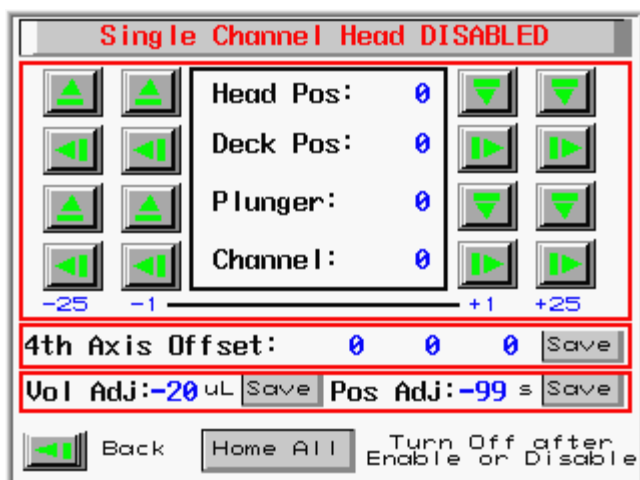 Single Channel Head DISABLED
Head Pos: 0
Deck Pos: 0
Plunger: 0
Channel: 0
-25 -1 +1 +25
4th Axis Offset: 0 0 0 Save
Vol Adj:-20 uL Save Pos Adj:-99 s Save
Back Home All Turn Off after
Enable or Disable